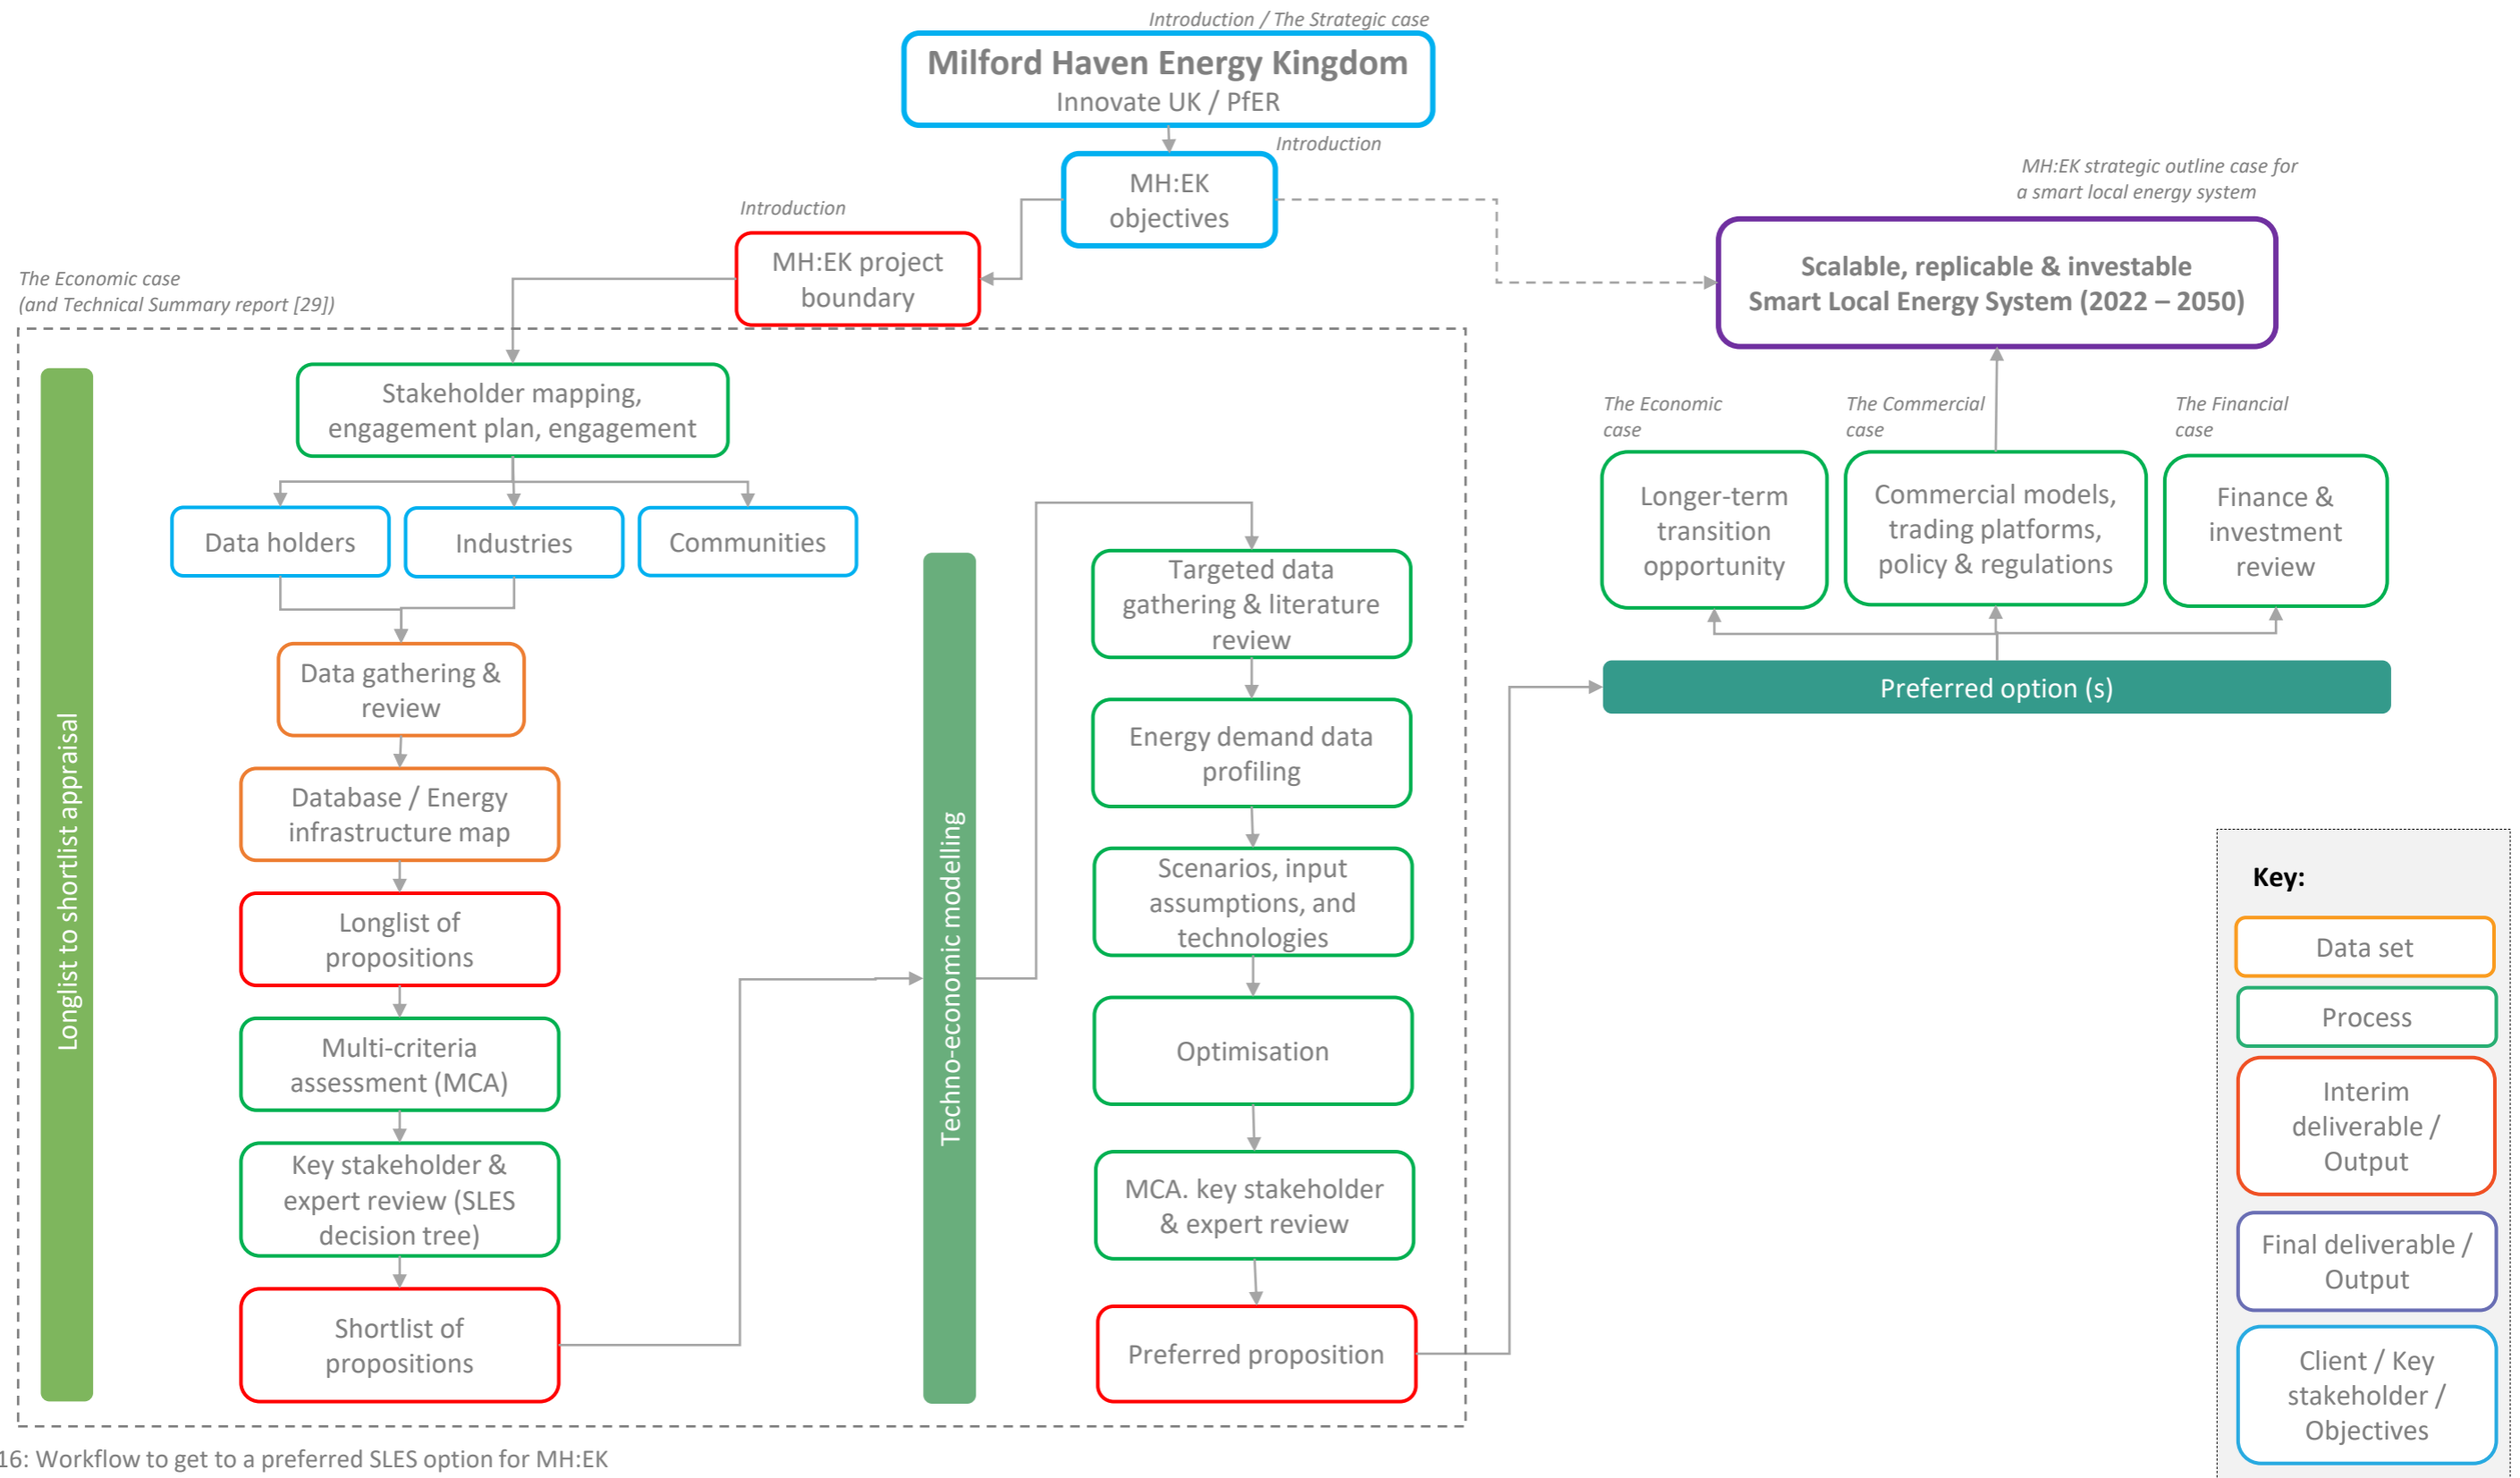 Introduction / The Strategic case
Milford Haven Energy Kingdom
Innovate UK / PfER
Introduction
MH:EK
objectives
Introduction
MH:EK project
boundary
MH:EK strategic outline case for
a smart local energy system
Scalable, replicable & investable
Smart Local Energy System (2022 – 2050)
The Economic case
(and Technical Summary report [29])
Longlist to shortlist appraisal
Stakeholder mapping,
engagement plan, engagement
Data holders
Industries
Communities
Data gathering &
review
Database / Energy
infrastructure map
Longlist of
propositions
Multi-criteria
assessment (MCA)
Key stakeholder &
expert review (SLES
decision tree)
Shortlist of
propositions
Techno-economic modelling
Targeted data
gathering & literature
review
Energy demand data
profiling
Scenarios, input
assumptions, and
technologies
Optimisation
MCA. key stakeholder
& expert review
Preferred proposition
The Economic
case
The Commercial
case
The Financial
case
Longer-term
transition
opportunity
Commercial models,
trading platforms,
policy & regulations
Finance &
investment
review
Preferred option (s)
Key:
Data set
Process
Interim
deliverable /
Output
Final deliverable /
Output
Client / Key
stakeholder /
Objectives
16: Workflow to get to a preferred SLES option for MH:EK